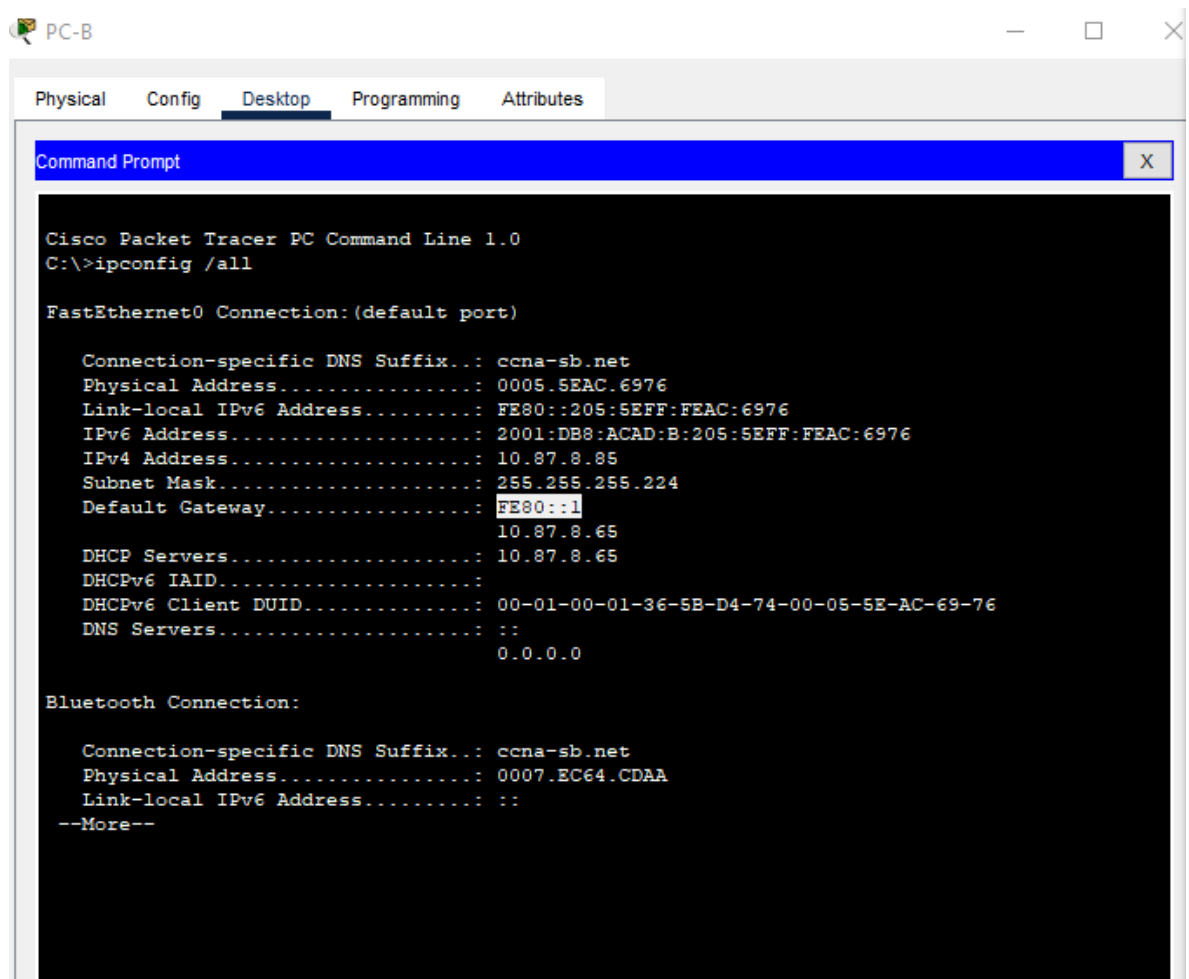 PC-B
Physical Config Desktop Programming Attributes
Command Prompt X
Cisco Packet Tracer PC Command Line 1.0
C:\>ipconfig /all
FastEthernet0 Connection:(default port)
Connection-specific DNS Suffix..: ccna-sb.net
Physical Address................: 0005.5EAC.6976
Link-local IPv6 Address.........: FE80::205:5EFF:FEAC:6976
IPv6 Address....................: 2001:DB8:ACAD:B:205:5EFF:FEAC:6976
IPv4 Address....................: 10.87.8.85
Subnet Mask.....................: 255.255.255.224
Default Gateway.................: FE80::1
10.87.8.65
DHCP Servers....................: 10.87.8.65
DHCPv6 IAID.....................:
DHCPv6 Client DUID..............: 00-01-00-01-36-5B-D4-74-00-05-5E-AC-69-76
DNS Servers.....................: ::
0.0.0.0
Bluetooth Connection:
Connection-specific DNS Suffix..: ccna-sb.net
Physical Address................: 0007.EC64.CDAA
Link-local IPv6 Address.........: ::
--More--